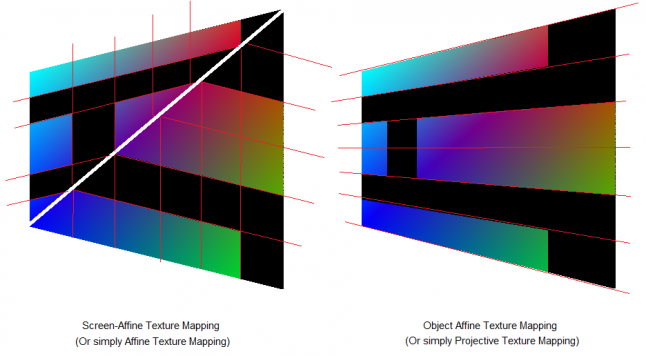 Screen-Affine Texture Mapping
(Or simply Affine Texture Mapping)
Object Affine Texture Mapping
(Or simply Projective Texture Mapping)